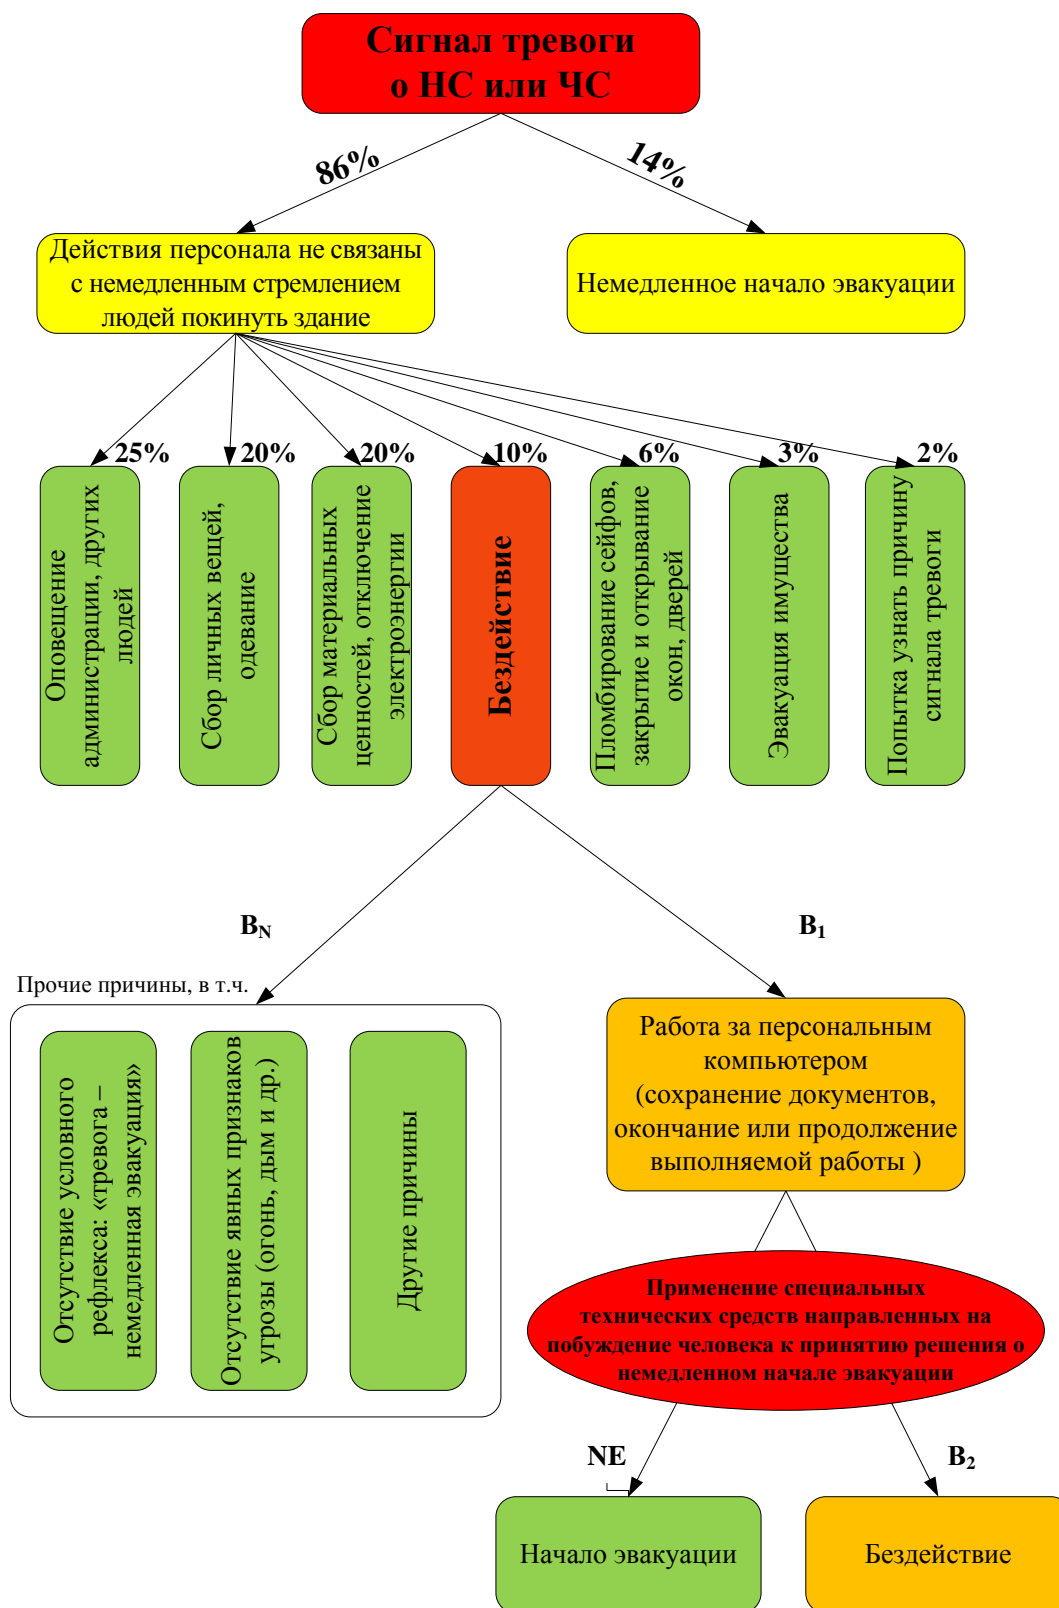 Сигнал тревоги
о НС или ЧС
86%
14%
Действия персонала не связаны
с немедленным стремлением
людей покинуть здание
Немедленное начало эвакуации
25%
20%
20%
10%
6%
3%
2%
Оповещение
администрации, других
людей
Сбор личных вещей,
одевание
Сбор материальных
ценностей, отключение
электроэнергии
Бездействие
Пломбирование сейфов,
закрытие и открывание
окон, дверей
Эвакуация имущества
Попытка узнать причину
сигнала тревоги
B_N
B_1
Прочие причины, в т.ч.
Отсутствие условного
рефлекса: «тревога –
немедленная эвакуация»
Отсутствие явных признаков
угрозы (огонь, дым и др.)
Другие причины
Работа за персональным
компьютером
(сохранение документов,
окончание или продолжение
выполняемой работы )
Применение специальных
технических средств направленных на
побуждение человека к принятию решения о
немедленном начале эвакуации
NE
B_2
Начало эвакуации
Бездействие